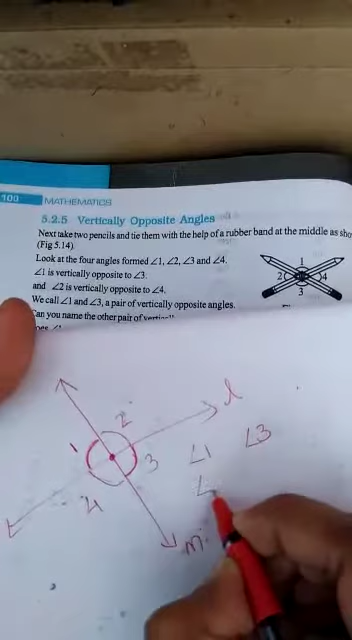 100 MATHEMATICS
5.2.5 Vertically Opposite Angles
Next take two pencils and tie them with the help of a rubber band at the middle as sho
(Fig 5.14).
Look at the four angles formed ∠1, ∠2, ∠3 and ∠4.
∠1 is vertically opposite to ∠3.
and ∠2 is vertically opposite to ∠4.
We call ∠1 and ∠3, a pair of vertically opposite angles.
Can you name the other pair of
1
2 4
3
l
2
1 3
4
m
∠1 ∠3
∠